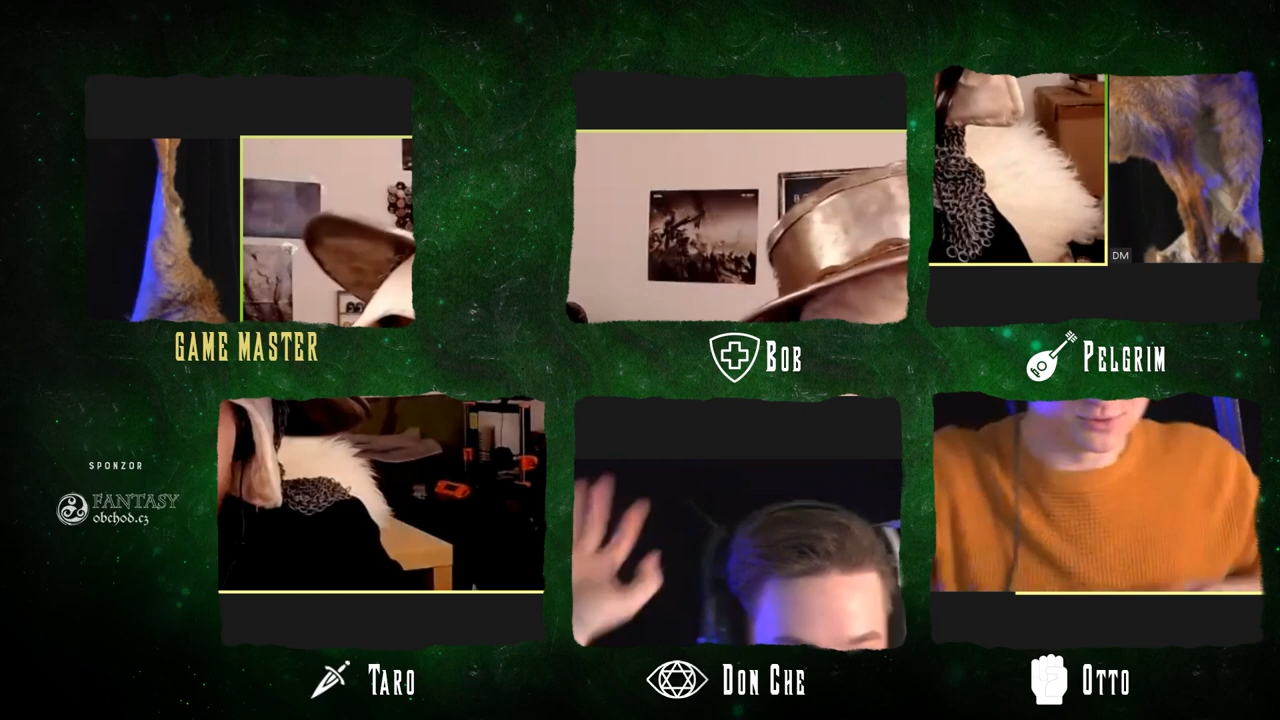 DM
GAME MASTER
BOB
PELGRIM
SPONZOR
FANTASY
obchod.cz
TARO
DON CHE
OTTO